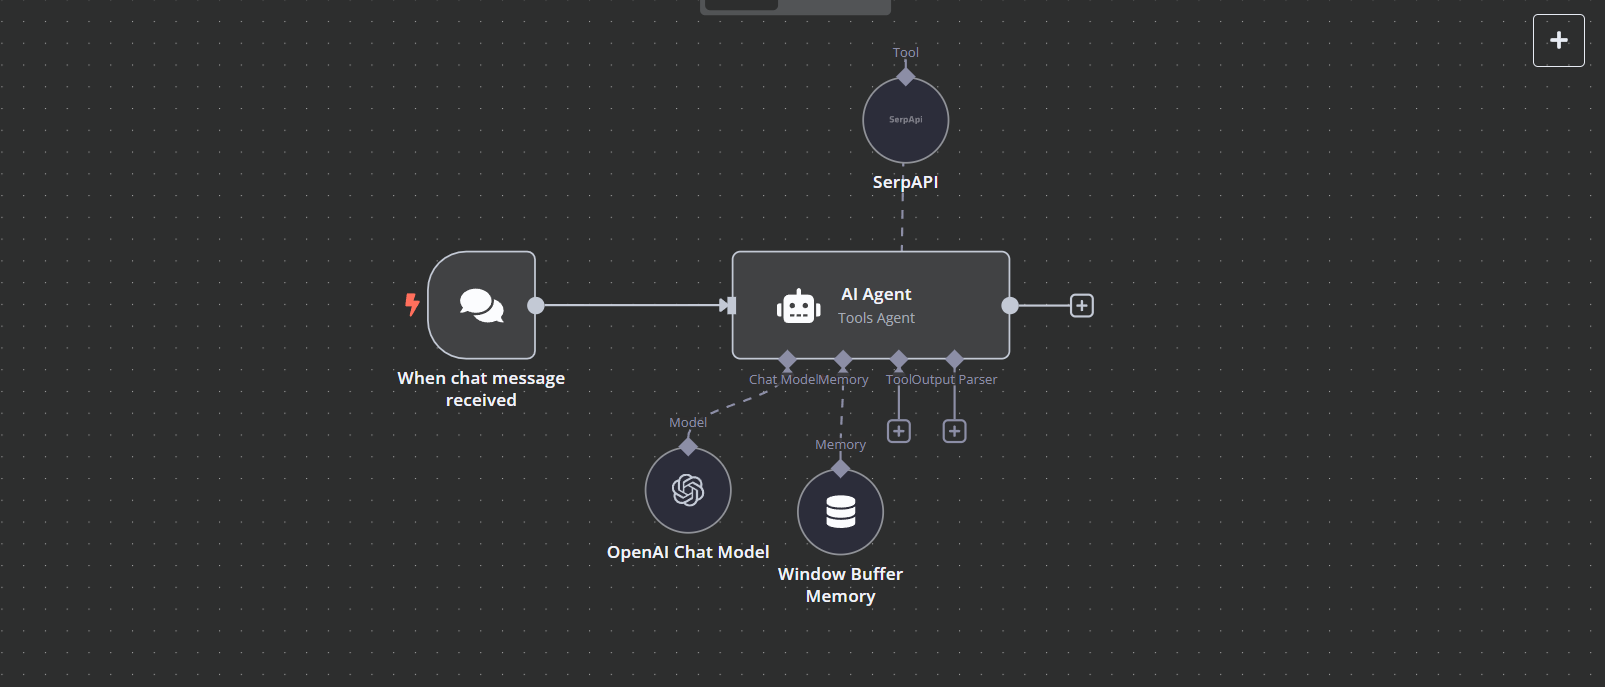 Tool
SerpApi
SerpAPI
AI Agent
Tools Agent
When chat message
received
Chat Model
Memory
Tool
Output Parser
Model
Memory
OpenAI Chat Model
Window Buffer
Memory